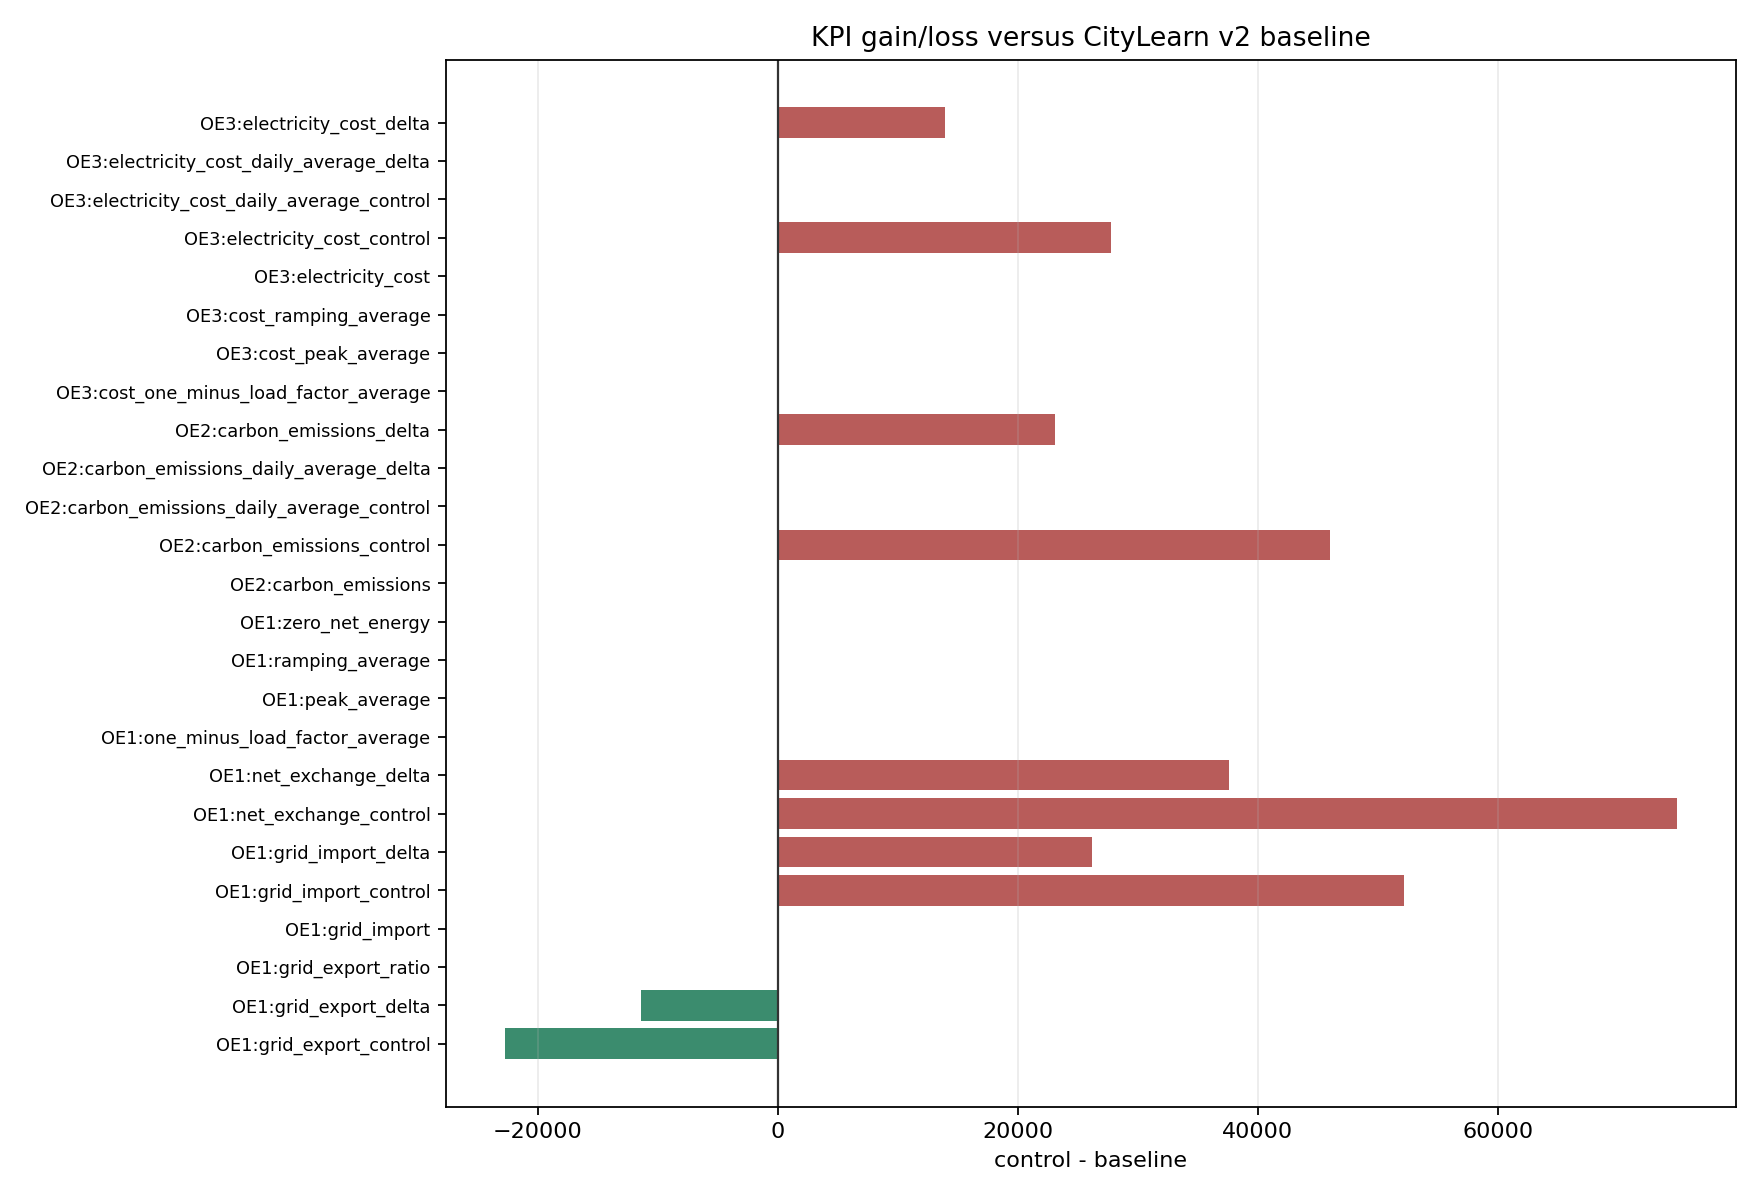 KPI gain/loss versus CityLearn v2 baseline
OE3:electricity_cost_delta
OE3:electricity_cost_daily_average_delta
OE3:electricity_cost_daily_average_control
OE3:electricity_cost_control
OE3:electricity_cost
OE3:cost_ramping_average
OE3:cost_peak_average
OE3:cost_one_minus_load_factor_average
OE2:carbon_emissions_delta
OE2:carbon_emissions_daily_average_delta
OE2:carbon_emissions_daily_average_control
OE2:carbon_emissions_control
OE2:carbon_emissions
OE1:zero_net_energy
OE1:ramping_average
OE1:peak_average
OE1:one_minus_load_factor_average
OE1:net_exchange_delta
OE1:net_exchange_control
OE1:grid_import_delta
OE1:grid_import_control
OE1:grid_import
OE1:grid_export_ratio
OE1:grid_export_delta
OE1:grid_export_control
−20000 0 20000 40000 60000
control - baseline